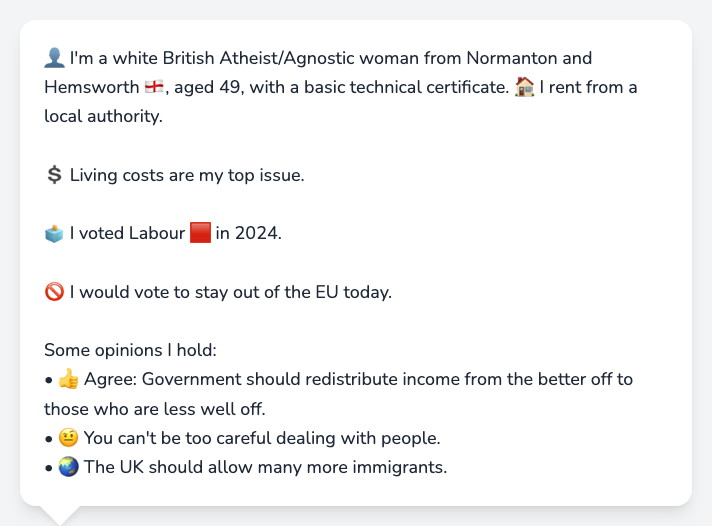 👤 I'm a white British Atheist/Agnostic woman from Normanton and
Hemsworth 🏴󠁧󠁢󠁥󠁮󠁧󠁿, aged 49, with a basic technical certificate. 🏠 I rent from a
local authority.
💲 Living costs are my top issue.
🗳️ I voted Labour 🟥 in 2024.
🚫 I would vote to stay out of the EU today.
Some opinions I hold:
• 👍 Agree: Government should redistribute income from the better off to
those who are less well off.
• 🤨 You can't be too careful dealing with people.
• 🌏 The UK should allow many more immigrants.